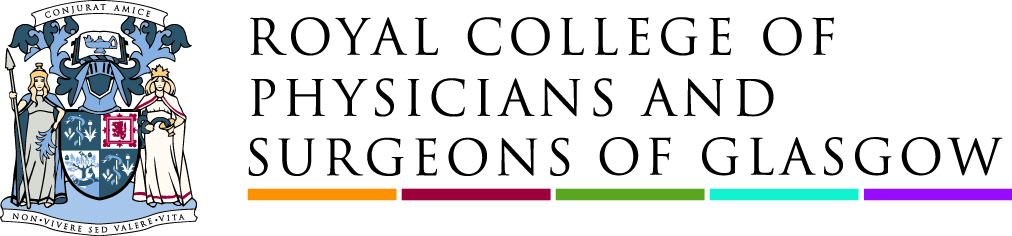 CONJURAT AMICE
ROYAL COLLEGE OF
PHYSICIANS AND
SURGEONS OF GLASGOW
NON•VIVERE SED VALERE•VITA